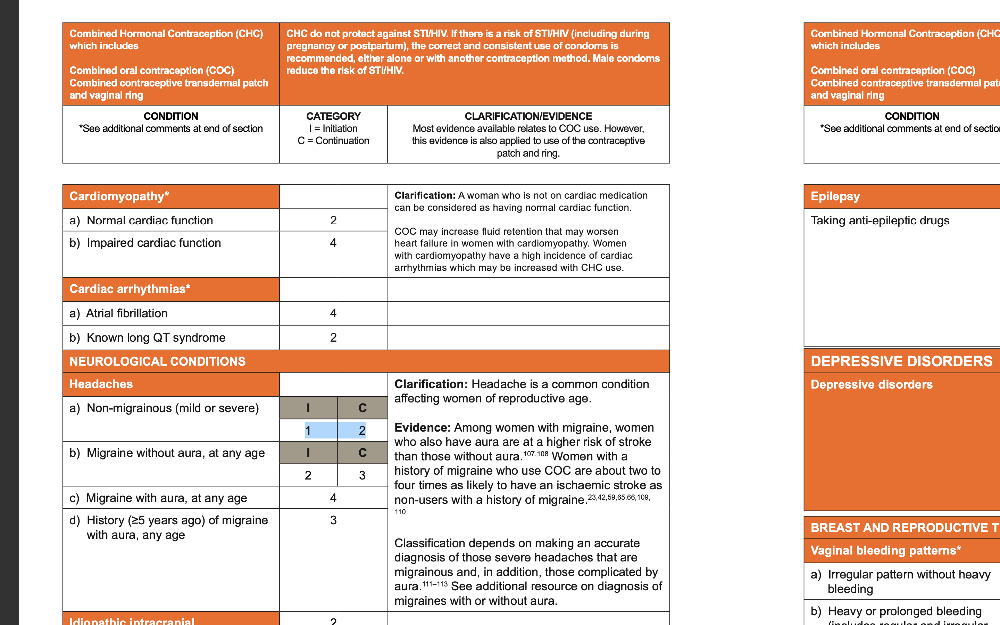 Combined Hormonal Contraception (CHC)
which includes
Combined oral contraception (COC)
Combined contraceptive transdermal patch
and vaginal ring
CHC do not protect against STI/HIV. If there is a risk of STI/HIV (including during
pregnancy or postpartum), the correct and consistent use of condoms is
recommended, either alone or with another contraception method. Male condoms
reduce the risk of STI/HIV.
CONDITION
*See additional comments at end of section
CATEGORY
I = Initiation
C = Continuation
CLARIFICATION/EVIDENCE
Most evidence available relates to COC use. However,
this evidence is also applied to use of the contraceptive
patch and ring.
Cardiomyopathy*
a) Normal cardiac function
2
b) Impaired cardiac function
4
Clarification: A woman who is not on cardiac medication
can be considered as having normal cardiac function.
COC may increase fluid retention that may worsen
heart failure in women with cardiomyopathy. Women
with cardiomyopathy have a high incidence of cardiac
arrhythmias which may be increased with CHC use.
Cardiac arrhythmias*
a) Atrial fibrillation
4
b) Known long QT syndrome
2
NEUROLOGICAL CONDITIONS
Headaches
a) Non-migrainous (mild or severe)
I C
1 2
b) Migraine without aura, at any age
I C
2 3
c) Migraine with aura, at any age
4
d) History (≥5 years ago) of migraine
with aura, any age
3
Clarification: Headache is a common condition
affecting women of reproductive age.
Evidence: Among women with migraine, women
who also have aura are at a higher risk of stroke
than those without aura.107,108 Women with a
history of migraine who use COC are about two to
four times as likely to have an ischaemic stroke as
non-users with a history of migraine.23,42,59,65,66,109,
110
Classification depends on making an accurate
diagnosis of those severe headaches that are
migrainous and, in addition, those complicated by
aura.111–113 See additional resource on diagnosis of
migraines with or without aura.
Idiopathic intracranial
2
Combined Hormonal Contraception (CHC
which includes
Combined oral contraception (COC)
Combined contraceptive transdermal pat
and vaginal ring
CONDITION
*See additional comments at end of sectio
Epilepsy
Taking anti-epileptic drugs
DEPRESSIVE DISORDERS
Depressive disorders
BREAST AND REPRODUCTIVE T
Vaginal bleeding patterns*
a) Irregular pattern without heavy
bleeding
b) Heavy or prolonged bleeding
(includes regular and irregular